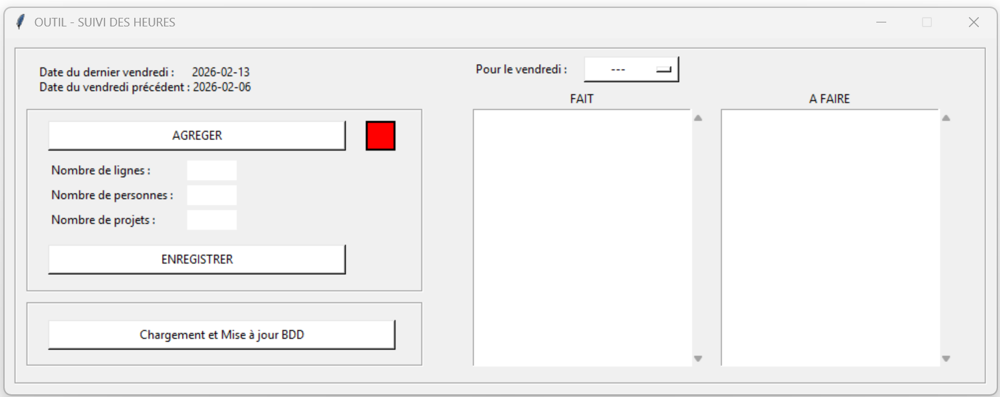 OUTIL - SUIVI DES HEURES
Date du dernier vendredi : 2026-02-13
Date du vendredi précédent : 2026-02-06
AGREGER
Nombre de lignes :
Nombre de personnes :
Nombre de projets :
ENREGISTRER
Chargement et Mise à jour BDD
Pour le vendredi : ---
FAIT
A FAIRE